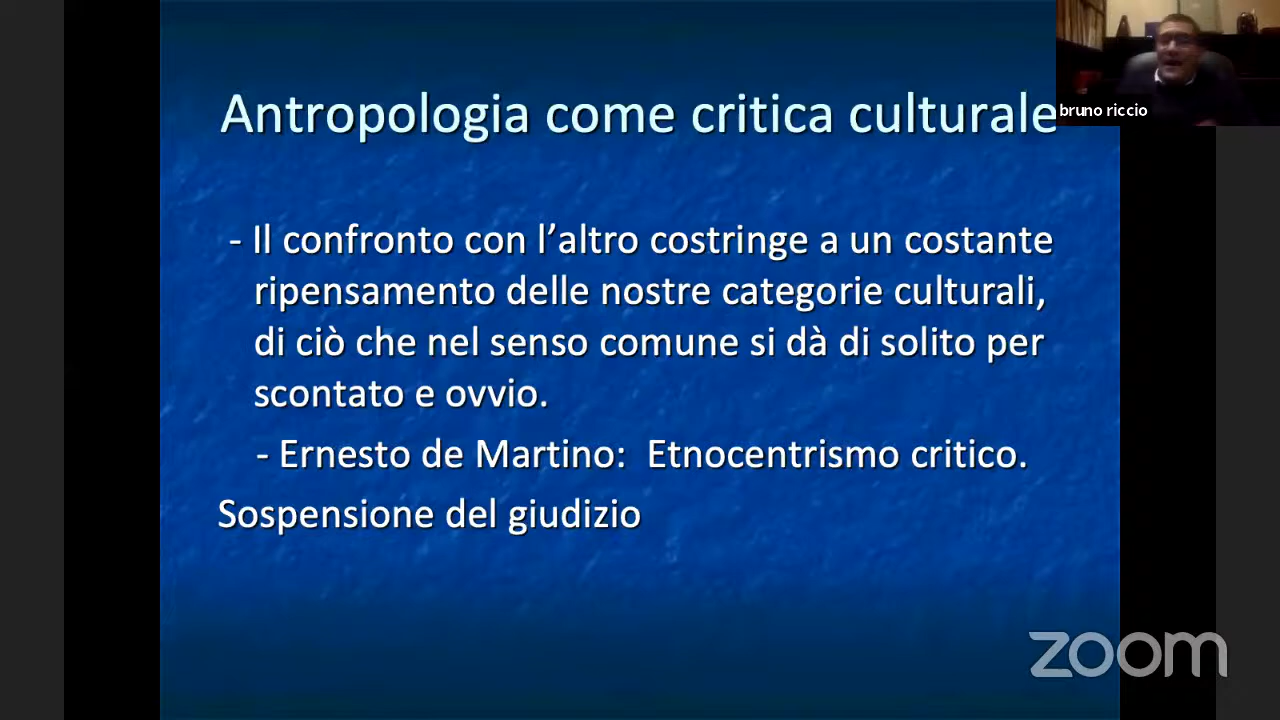 Antropologia come critica culturale
bruno riccio
- Il confronto con l’altro costringe a un costante
ripensamento delle nostre categorie culturali,
di ciò che nel senso comune si dà di solito per
scontato e ovvio.
- Ernesto de Martino: Etnocentrismo critico.
Sospensione del giudizio
zoom